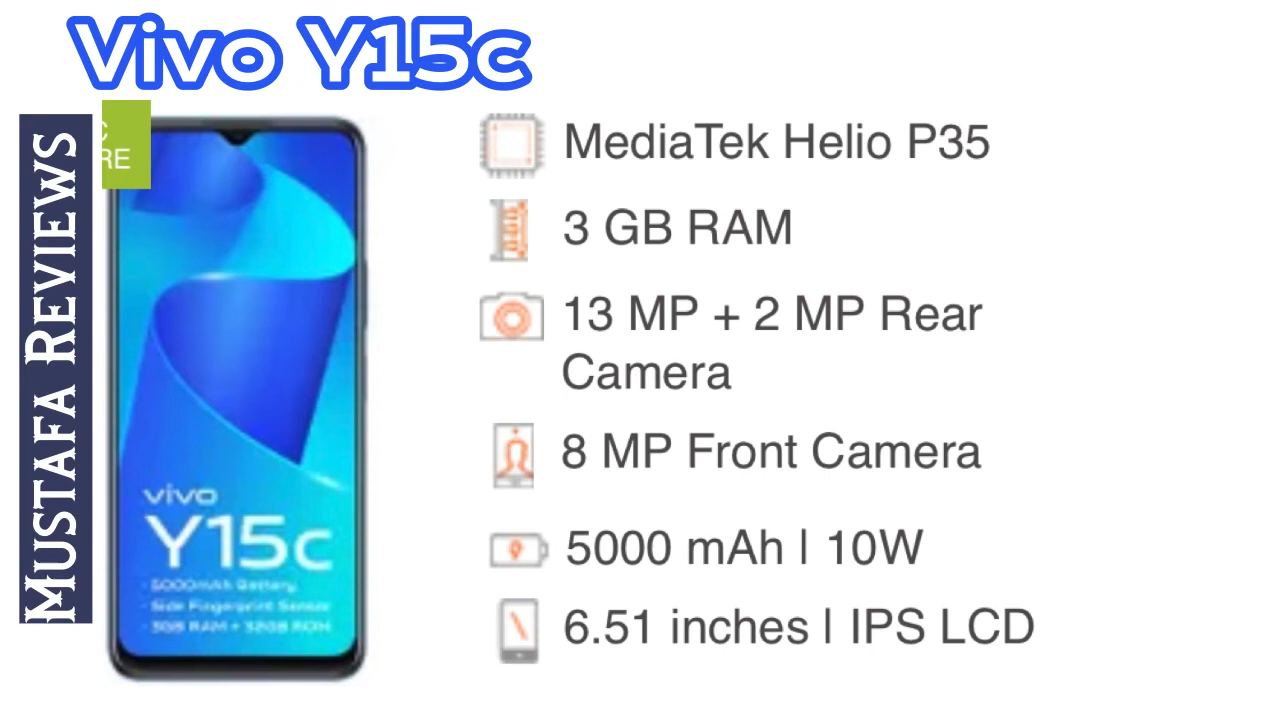 Vivo Y15c
MUSTAFA REVIEWS
RE
MediaTek Helio P35
3 GB RAM
13 MP + 2 MP Rear
Camera
8 MP Front Camera
5000 mAh | 10W
6.51 inches | IPS LCD
vivo
Y15c
· 5000mAh Battery
· Side Fingerprint Sensor
· 3GB RAM + 32GB ROM